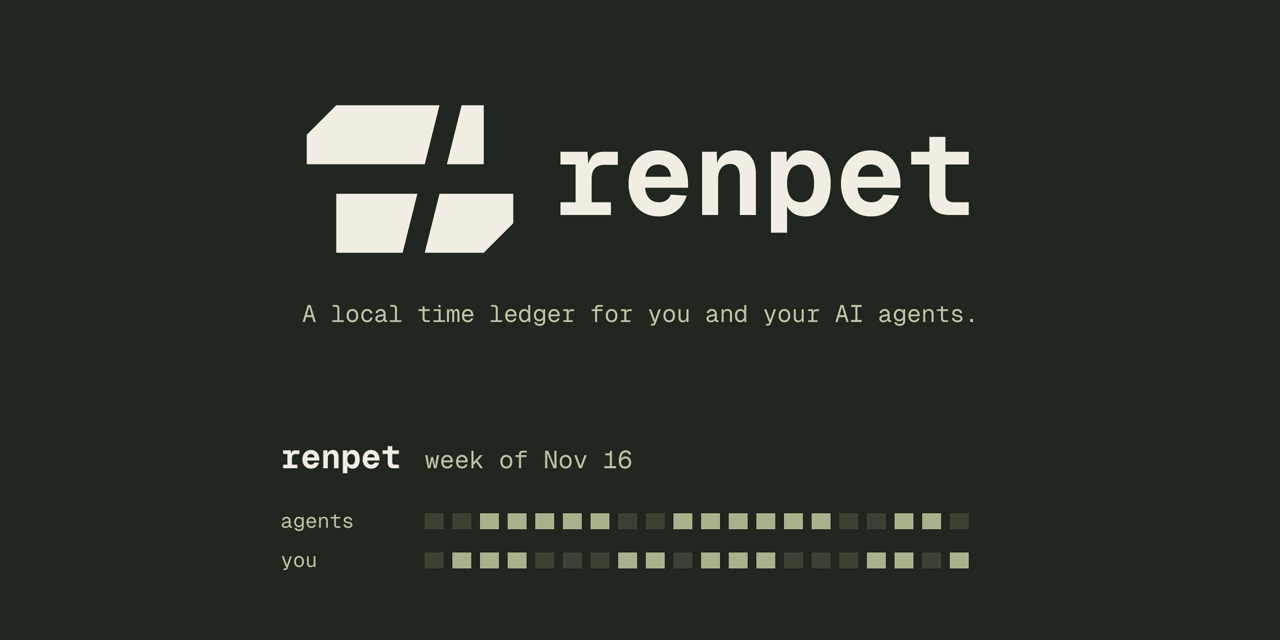 renpet
A local time ledger for you and your AI agents.
renpet week of Nov 16
agents
you